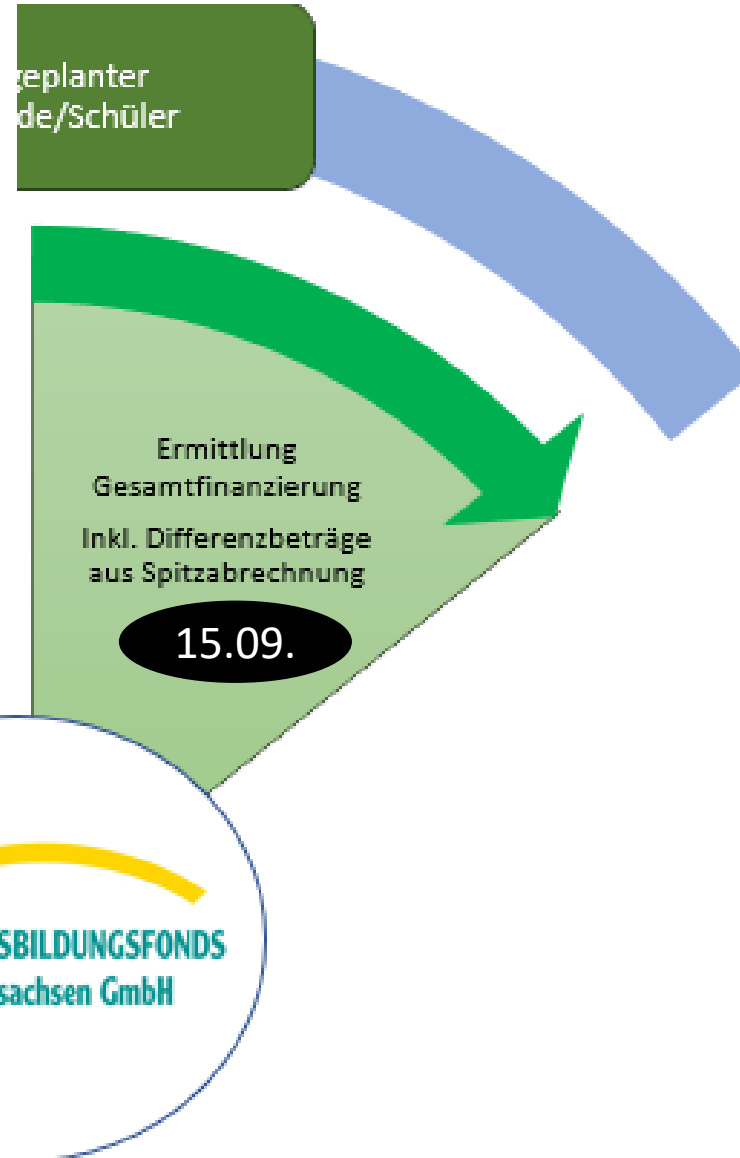 geplanter
de/Schüler
Ermittlung
Gesamtfinanzierung
Inkl. Differenzbeträge
aus Spitzabrechnung
15.09.
SBILDUNGSFONDS
sachsen GmbH